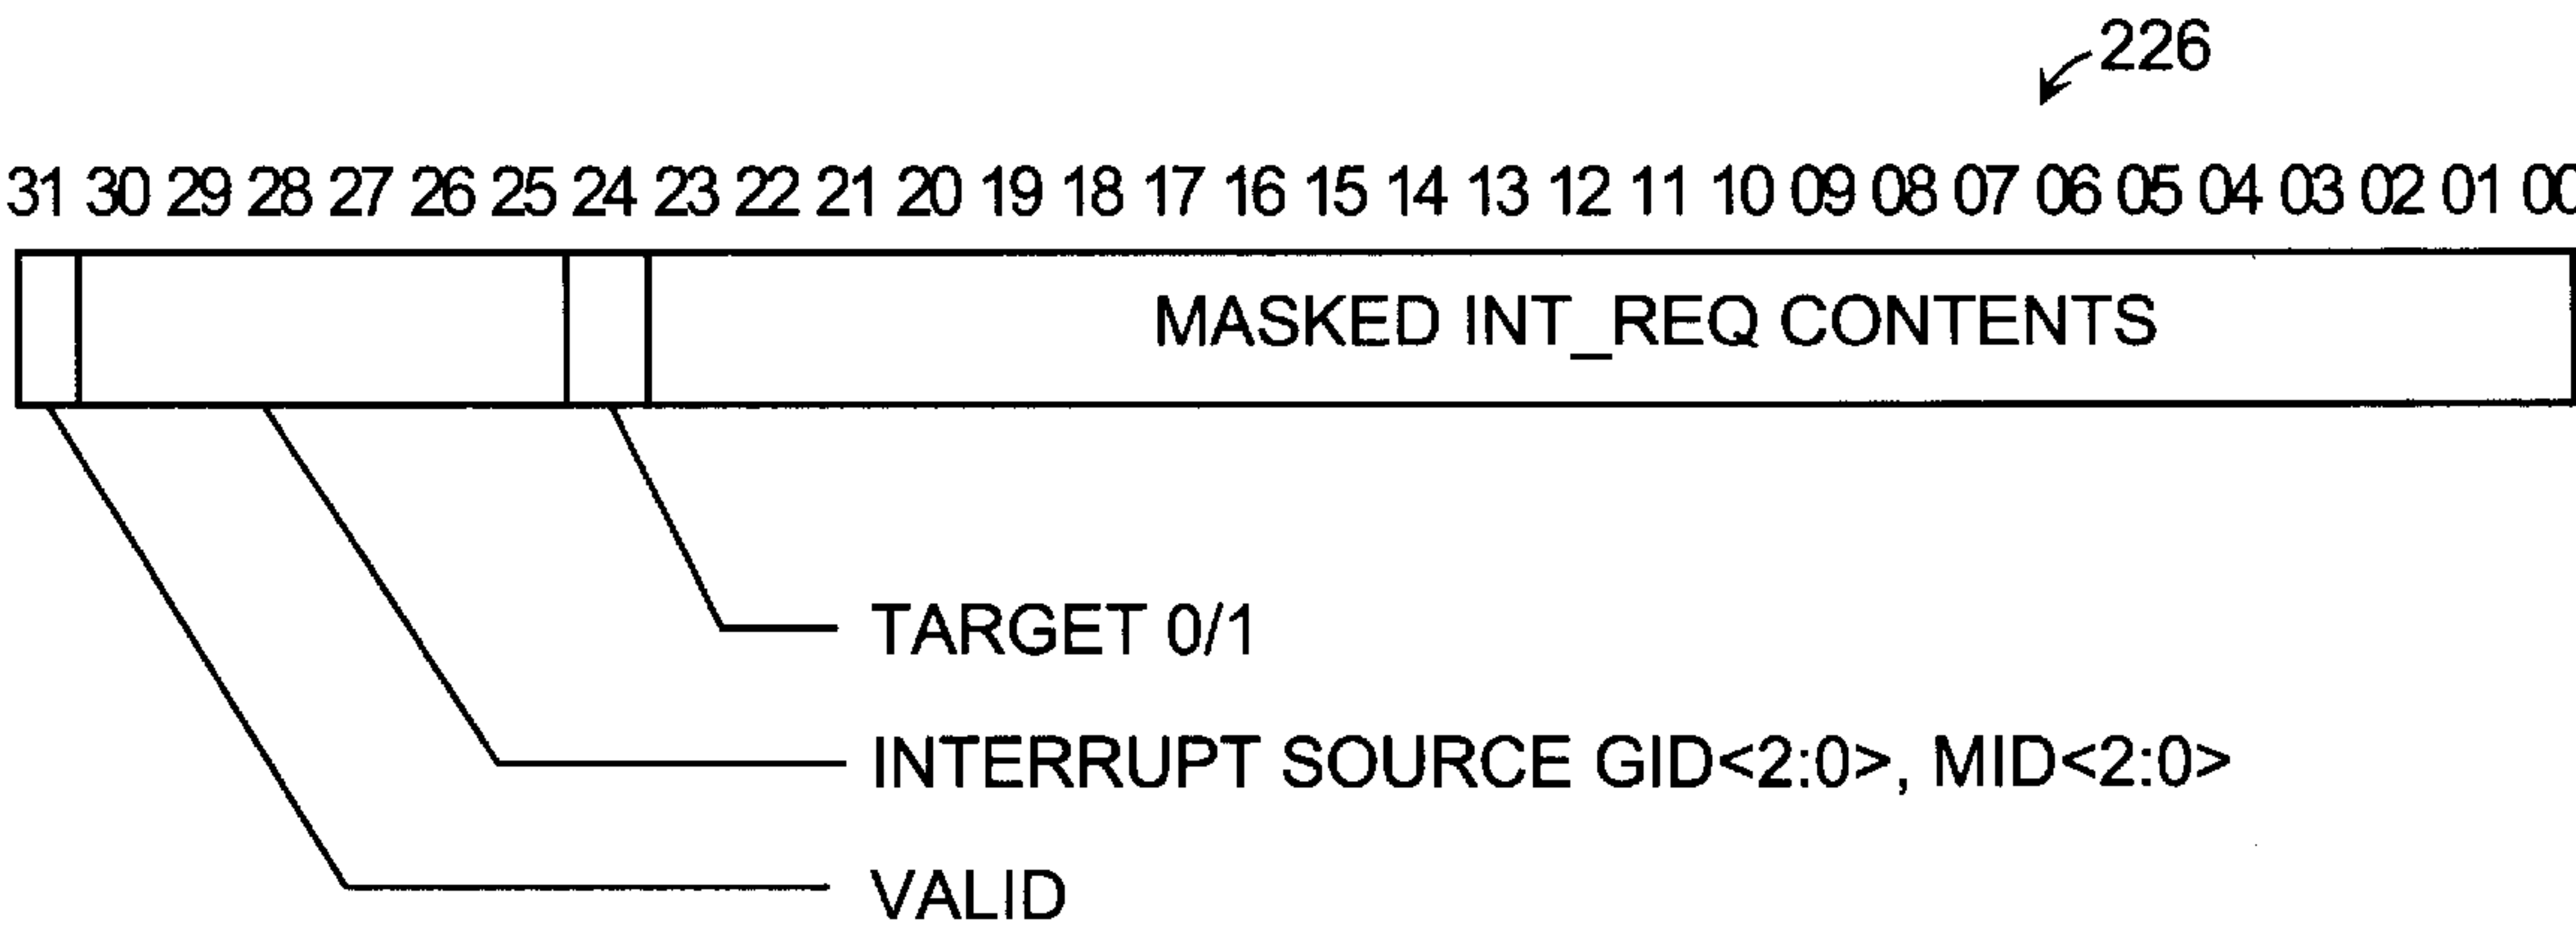 226
31 30 29 28 27 26 25 24 23 22 21 20 19 18 17 16 15 14 13 12 11 10 09 08 07 06 05 04 03 02 01 00
MASKED INT_REQ CONTENTS
TARGET 0/1
INTERRUPT SOURCE GID<2:0>, MID<2:0>
VALID